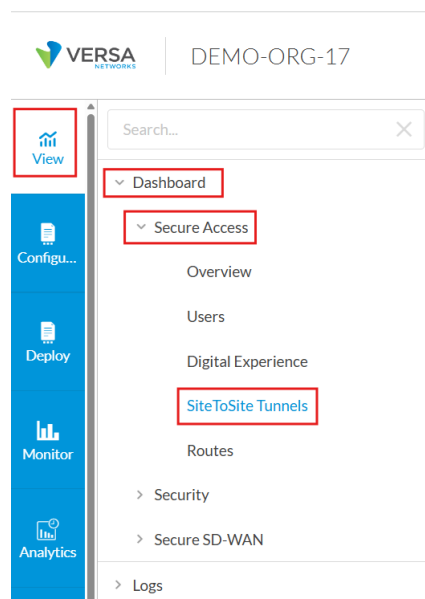 VERSA
NETWORKS
DEMO-ORG-17
Search...
View
Dashboard
Secure Access
Configu...
Overview
Users
Deploy
Digital Experience
SiteToSite Tunnels
Monitor
Routes
Security
Analytics
Secure SD-WAN
Logs